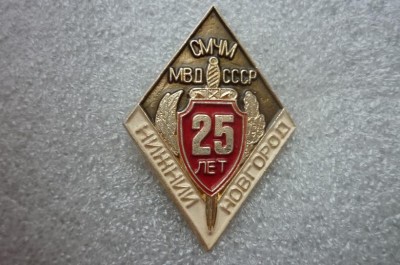 СМЧМ
МВД СССР
25
ЛЕТ
НИЖНИЙ
НОВГОРОД